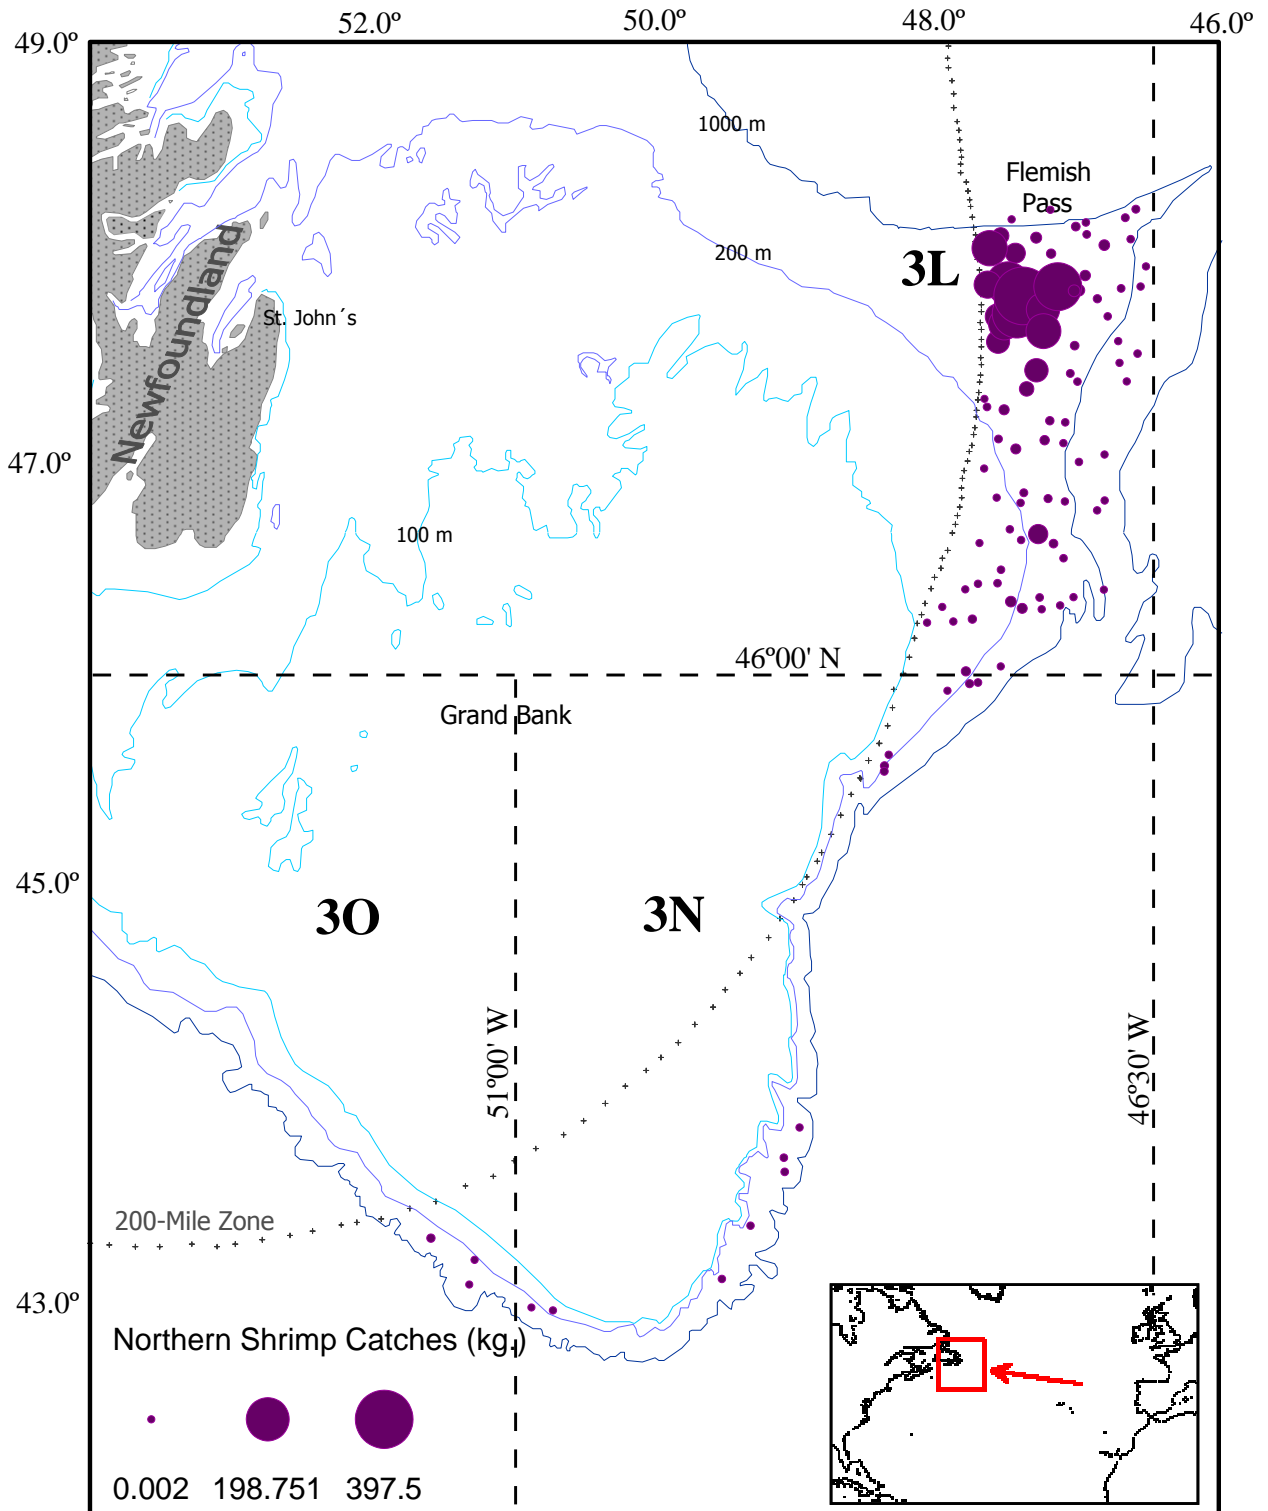 52.0º 50.0º 48.0º 46.0º
49.0º
1000 m
Flemish
Pass
Newfoundland
200 m
3L
St. John´s
47.0º
100 m
46º00' N
Grand Bank
45.0º
3O
3N
51º00' W
46º30' W
200-Mile Zone
43.0º
Northern Shrimp Catches (kg.)
0.002 198.751 397.5